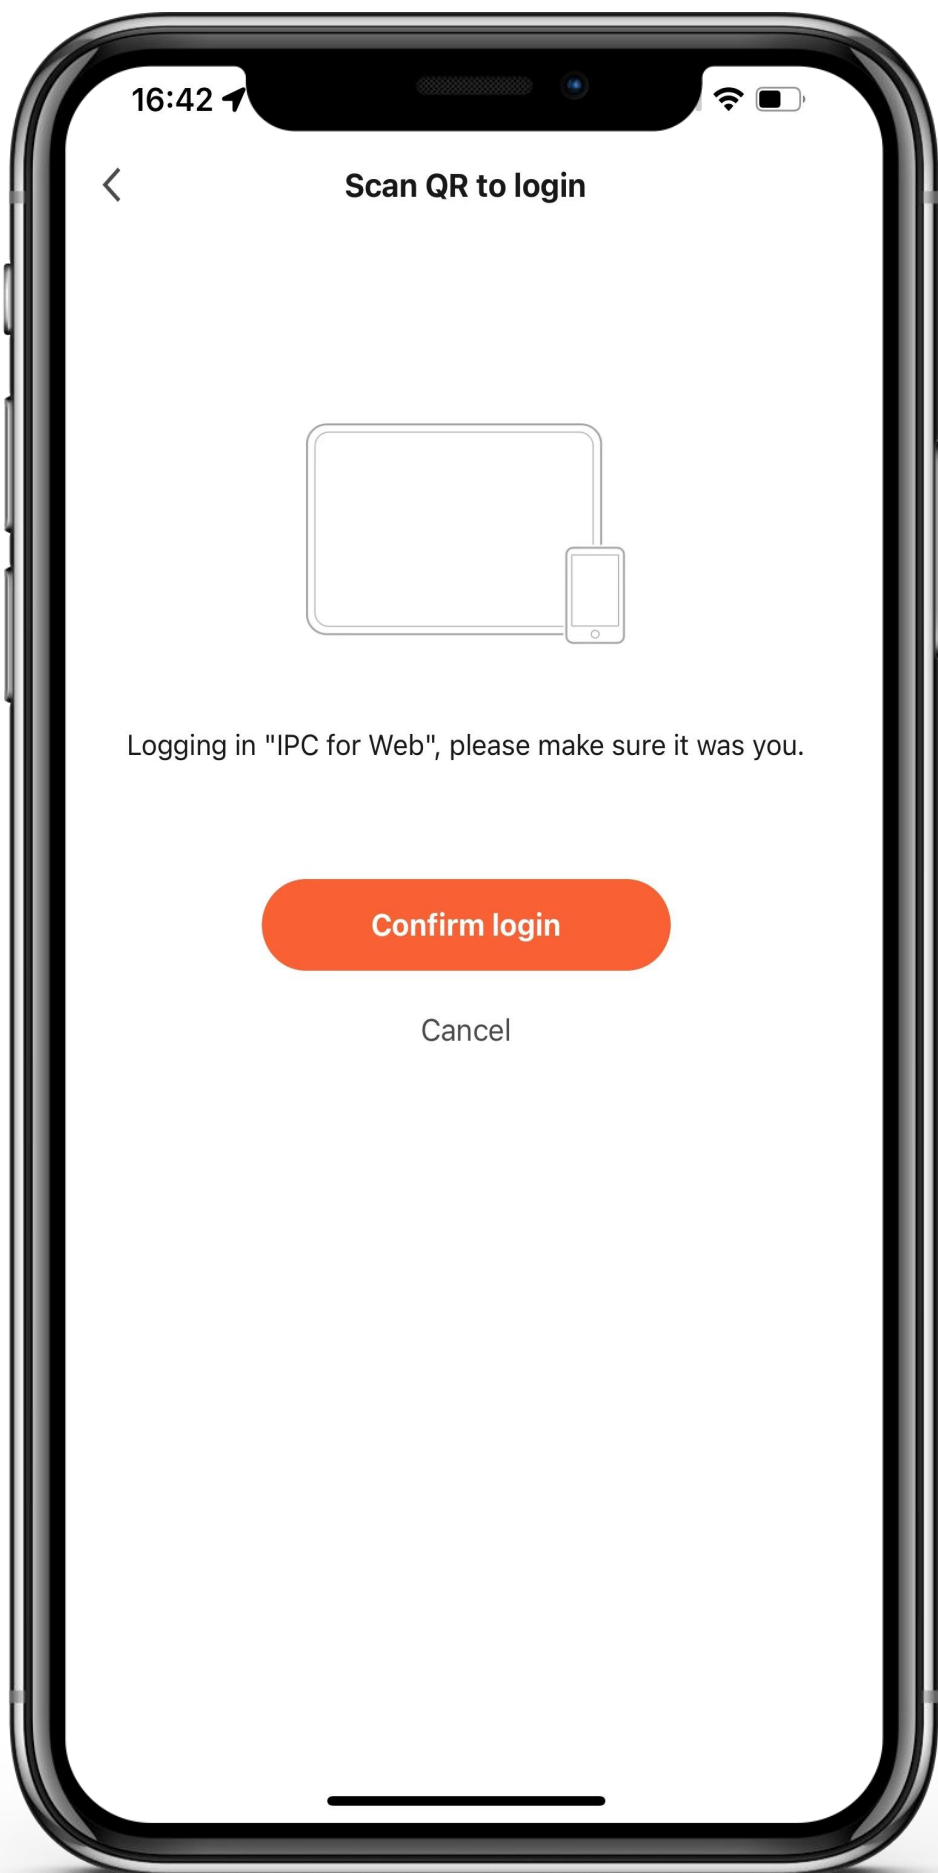 16:42
Scan QR to login
Logging in "IPC for Web", please make sure it was you.
Confirm login
Cancel